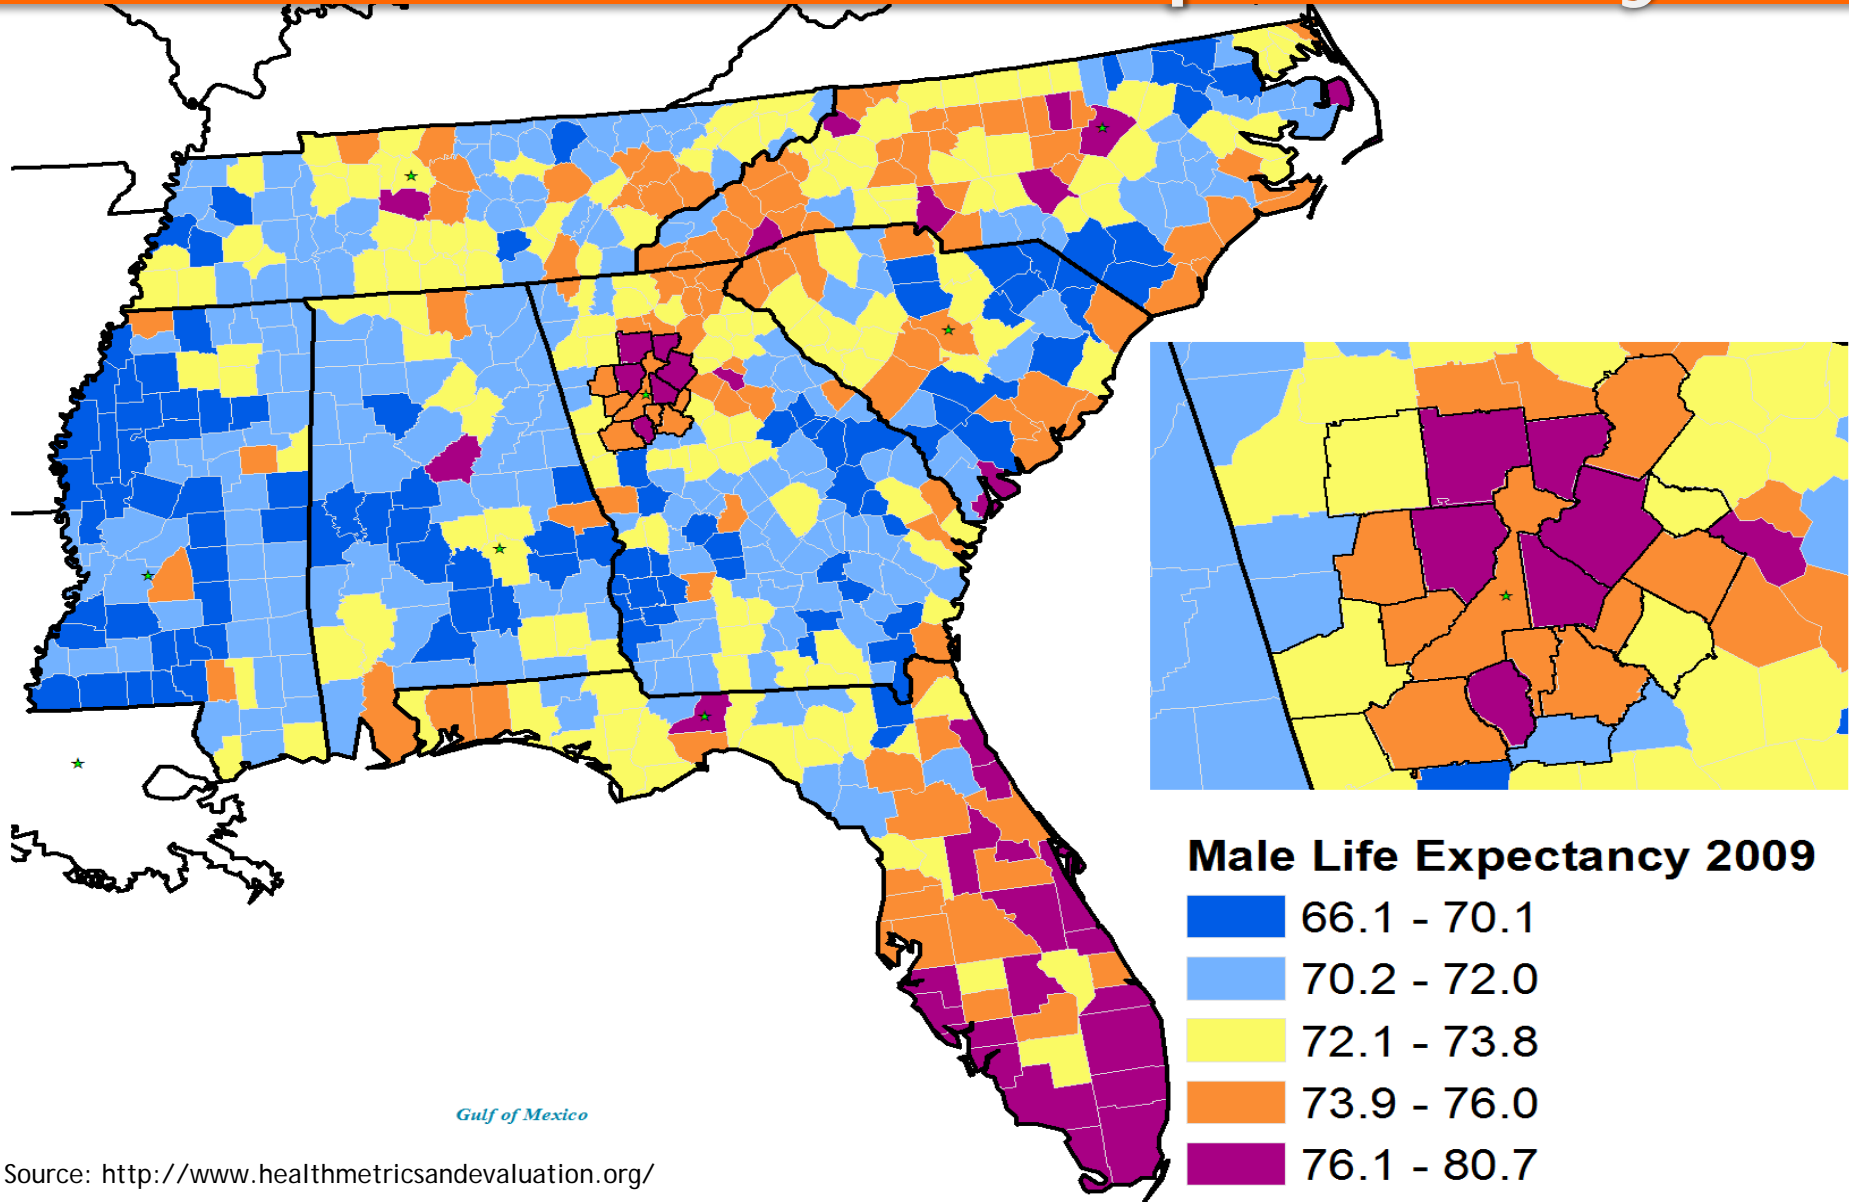 Male Life Expectancy 2009
66.1 - 70.1
70.2 - 72.0
72.1 - 73.8
73.9 - 76.0
76.1 - 80.7
Gulf of Mexico
Source: http://www.healthmetricsandevaluation.org/